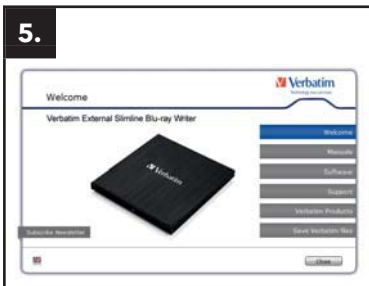 5.
Verbatim
Technology you can trust
Welcome
Verbatim External Slimline Blu-ray Writer
Verbatim
Welcome
Manuals
Software
Support
Verbatim Products
Save Verbatim files
Subscribe Newsletter
Close